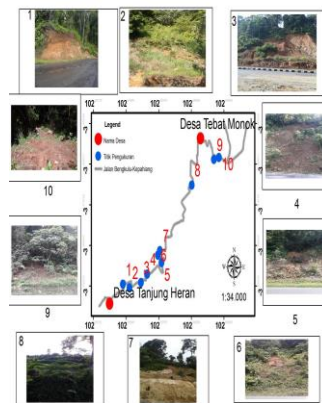 1
2
3
102 102 102 102 102 102
Legend
Nama Desa
Titik Pengukuran
Jalan Bengkulu-Kepahiang
Desa Tebat Monok
9
10
8
7
4
6
3
5
1
2
Desa Tanjung Heran
1:34.000
102 102 102 102 102 102
10
4
9
5
8
7
6